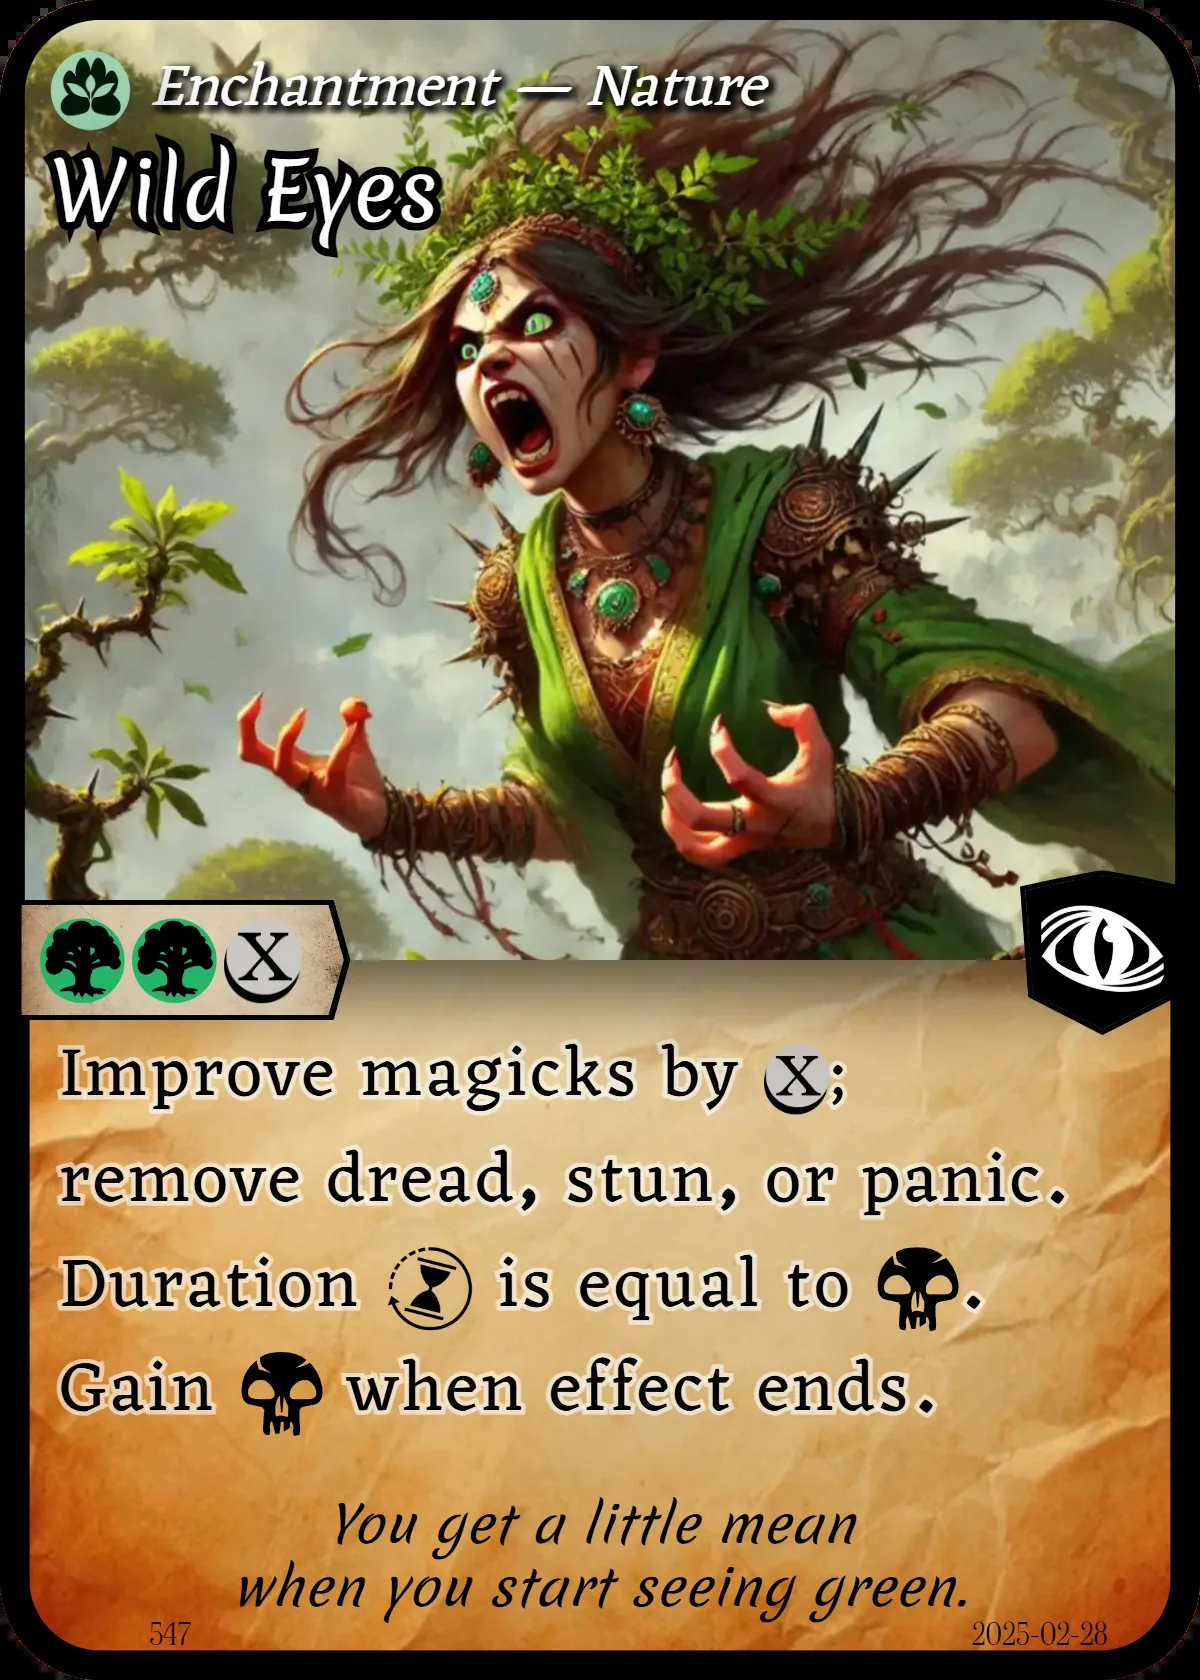 Enchantment — Nature
Wild Eyes
X
Improve magicks by X;
remove dread, stun, or panic.
Duration is equal to .
Gain when effect ends.
You get a little mean
when you start seeing green.
547
2025-02-28